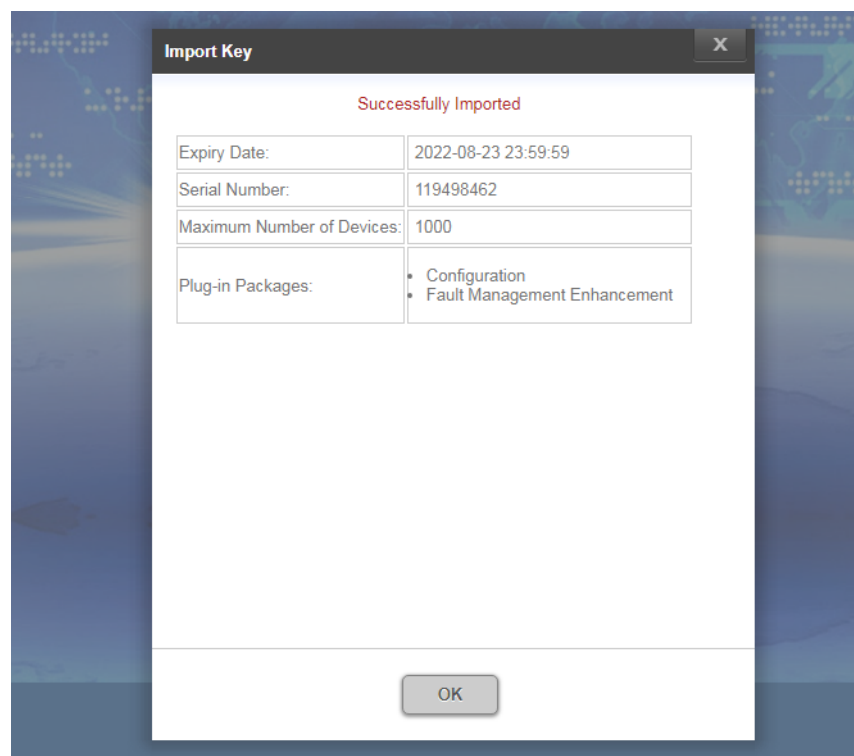 Import Key
X
Successfully Imported
Expiry Date: 2022-08-23 23:59:59
Serial Number: 119498462
Maximum Number of Devices: 1000
Plug-in Packages:
• Configuration
• Fault Management Enhancement
OK